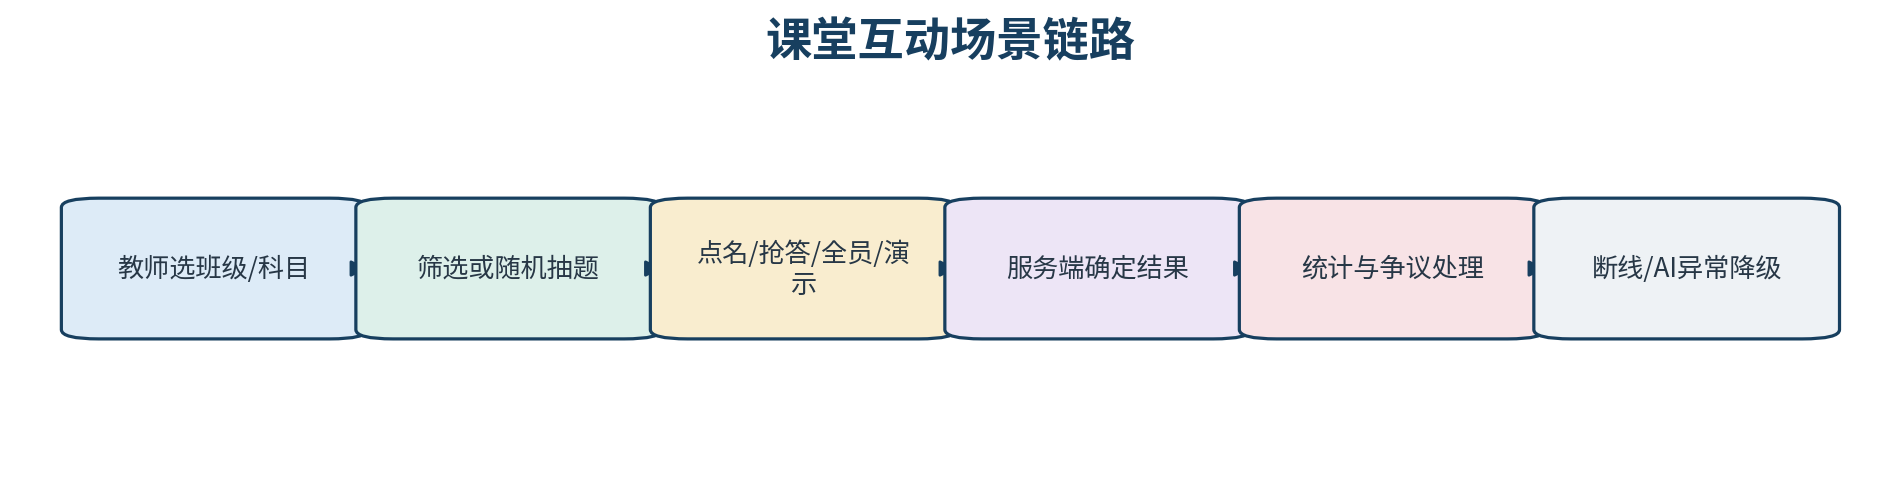 课堂互动场景链路
教师选班级/科目
筛选或随机抽题
点名/抢答/全员/演
示
服务端确定结果
统计与争议处理
断线/AI异常降级